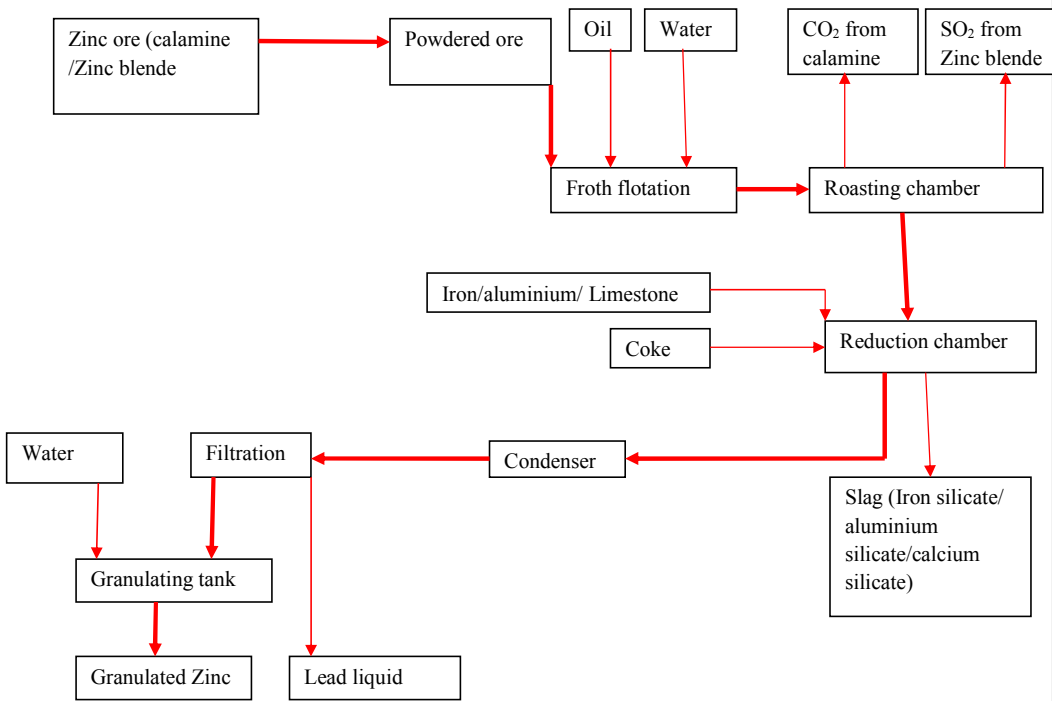 Zinc ore (calamine
/Zinc blende
Powdered ore
Oil
Water
CO₂ from
calamine
SO₂ from
Zinc blende
Froth flotation
Roasting chamber
Iron/aluminium/ Limestone
Coke
Reduction chamber
Water
Filtration
Condenser
Slag (Iron silicate/
aluminium
silicate/calcium
silicate)
Granulating tank
Granulated Zinc
Lead liquid